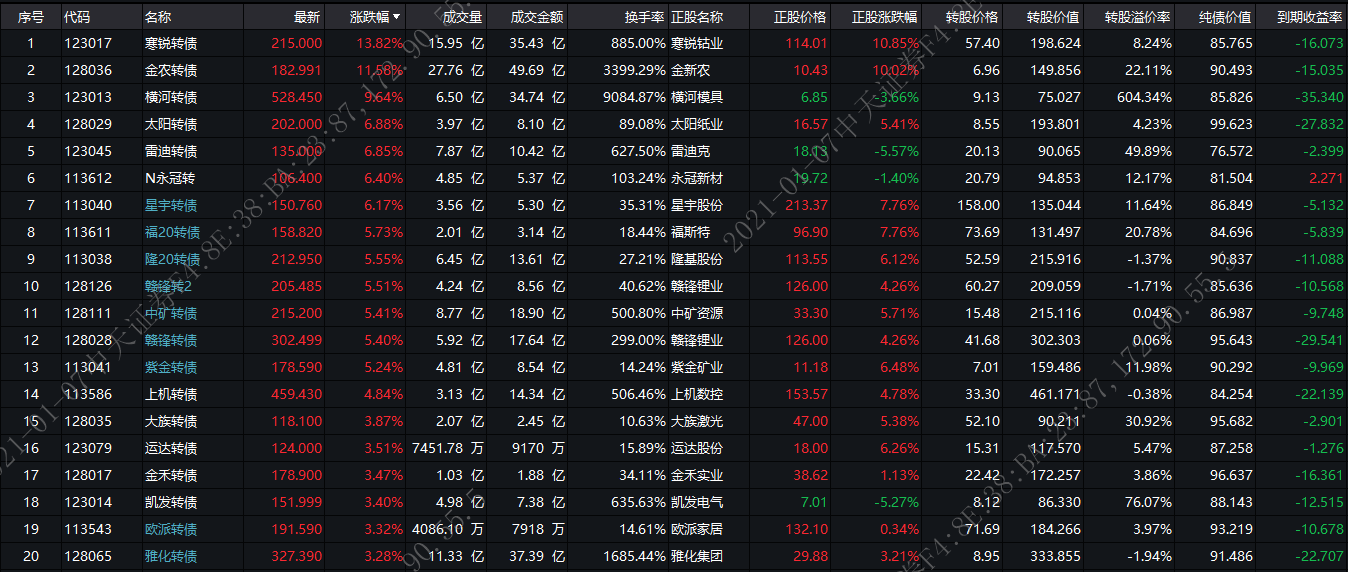 序号 代码 名称 最新 涨跌幅 成交量 成交金额 换手率 正股名称 正股价格 正股涨跌幅 转股价格 转股价值 转股溢价率 纯债价值 到期收益率
1 123017 寒锐转债 215.000 13.82% 15.95 亿 35.43 亿 885.00% 寒锐钴业 114.01 10.85% 57.40 198.624 8.24% 85.765 -16.073
2 128036 金农转债 182.991 11.58% 27.76 亿 49.69 亿 3399.29% 金新农 10.43 10.02% 6.96 149.856 22.11% 90.493 -15.035
3 123013 横河转债 528.450 9.64% 6.50 亿 34.74 亿 9084.87% 横河模具 6.85 -3.66% 9.13 75.027 604.34% 85.826 -35.340
4 128029 太阳转债 202.000 6.88% 3.97 亿 8.10 亿 89.08% 太阳纸业 16.57 5.41% 8.55 193.801 4.23% 99.623 -27.832
5 123045 雷迪转债 135.000 6.85% 7.87 亿 10.42 亿 627.50% 雷迪克 18.13 -5.57% 20.13 90.065 49.89% 76.572 -2.399
6 113612 N永冠转 106.400 6.40% 4.85 亿 5.37 亿 103.24% 永冠新材 19.72 -1.40% 20.79 94.853 12.17% 81.504 2.271
7 113040 星宇转债 150.760 6.17% 3.56 亿 5.30 亿 35.31% 星宇股份 213.37 7.76% 158.00 135.044 11.64% 86.849 -5.132
8 113611 福20转债 158.820 5.73% 2.01 亿 3.14 亿 18.44% 福斯特 96.90 7.76% 73.69 131.497 20.78% 84.696 -5.839
9 113038 隆20转债 212.950 5.55% 6.45 亿 13.61 亿 27.21% 隆基股份 113.55 6.12% 52.59 215.916 -1.37% 90.837 -11.088
10 128126 赣锋转2 205.485 5.51% 4.24 亿 8.56 亿 40.62% 赣锋锂业 126.00 4.26% 60.27 209.059 -1.71% 85.636 -10.568
11 128111 中矿转债 215.200 5.41% 8.77 亿 18.90 亿 500.80% 中矿资源 33.30 5.71% 15.48 215.116 0.04% 86.987 -9.748
12 128028 赣锋转债 302.499 5.40% 5.92 亿 17.64 亿 299.00% 赣锋锂业 126.00 4.26% 41.68 302.303 0.06% 95.643 -29.541
13 113041 紫金转债 178.590 5.24% 4.81 亿 8.54 亿 14.24% 紫金矿业 11.18 6.48% 7.01 159.486 11.98% 90.292 -9.969
14 113586 上机转债 459.430 4.84% 3.13 亿 14.34 亿 506.46% 上机数控 153.57 4.78% 33.30 461.171 -0.38% 84.254 -22.139
15 128035 大族转债 118.100 3.87% 2.07 亿 2.45 亿 10.63% 大族激光 47.00 5.38% 52.10 90.211 30.92% 95.682 -2.901
16 123079 运达转债 124.000 3.51% 7451.78 万 9170 万 15.89% 运达股份 18.00 6.26% 15.31 117.570 5.47% 87.258 -1.276
17 128017 金禾转债 178.900 3.47% 1.03 亿 1.88 亿 34.11% 金禾实业 38.62 1.13% 22.42 172.257 3.86% 96.637 -16.361
18 123014 凯发转债 151.999 3.40% 4.98 亿 7.38 亿 635.63% 凯发电气 7.01 -5.27% 8.12 86.330 76.07% 88.143 -12.515
19 113543 欧派转债 191.590 3.32% 4086.10 万 7918 万 14.61% 欧派家居 132.10 0.34% 71.69 184.266 3.97% 93.219 -10.678
20 128065 雅化转债 327.390 3.28% 11.33 亿 37.39 亿 1685.44% 雅化集团 29.88 3.21% 8.95 333.855 -1.94% 91.486 -22.707
2021-01-07中天证券F4:8E:38:BA:23:87,172.90.55.5